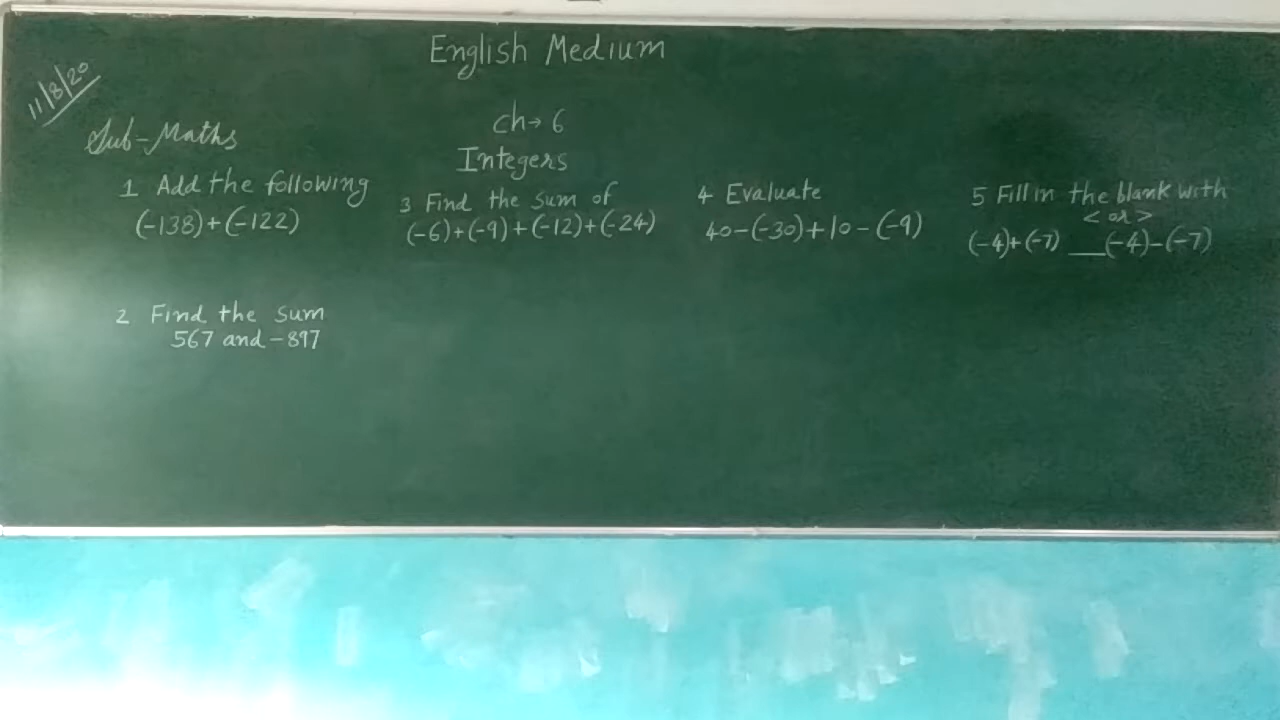 English Medium
11/8/20
Sub-Maths
ch→ 6
Integers
1 Add the following
(-138)+(-122)
2 Find the sum
567 and -897
3 Find the sum of
(-6)+(-9)+(-12)+(-24)
4 Evaluate
40-(-30)+10-(-9)
5 Fill in the blank with
< or >
(-4)+(-7) __ (-4)-(-7)